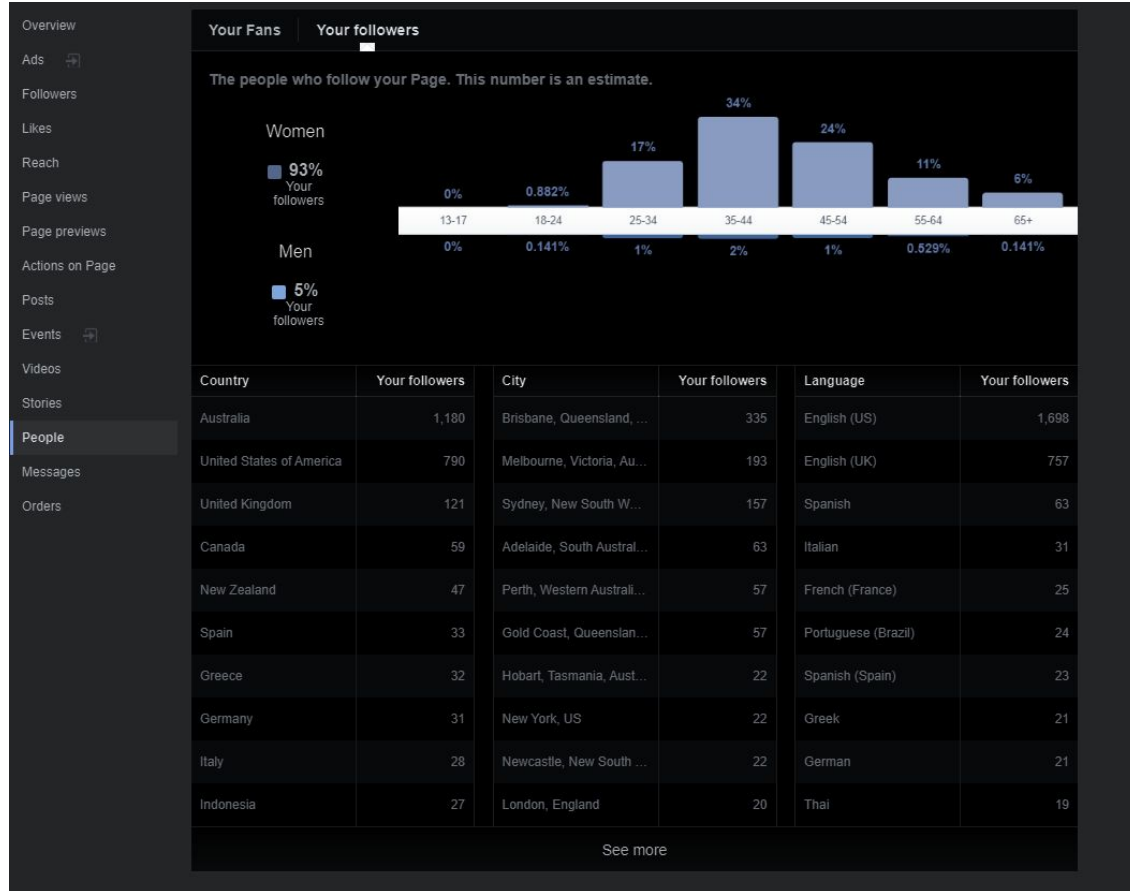 Overview
Ads
Followers
Likes
Reach
Page views
Page previews
Actions on Page
Posts
Events
Videos
Stories
People
Messages
Orders
Your Fans Your followers
The people who follow your Page. This number is an estimate.
Women
93%
Your
followers
Men
5%
Your
followers
0% 0.882% 17% 34% 24% 11% 6%
13-17 18-24 25-34 35-44 45-54 55-64 65+
0% 0.141% 1% 2% 1% 0.529% 0.141%
Country Your followers City Your followers Language Your followers
Australia 1,180 Brisbane, Queensland, ... 335 English (US) 1,698
United States of America 790 Melbourne, Victoria, Au... 193 English (UK) 757
United Kingdom 121 Sydney, New South W... 157 Spanish 63
Canada 59 Adelaide, South Austral... 63 Italian 31
New Zealand 47 Perth, Western Australi... 57 French (France) 25
Spain 33 Gold Coast, Queenslan... 57 Portuguese (Brazil) 24
Greece 32 Hobart, Tasmania, Aust... 22 Spanish (Spain) 23
Germany 31 New York, US 22 Greek 21
Italy 28 Newcastle, New South ... 22 German 21
Indonesia 27 London, England 20 Thai 19
See more